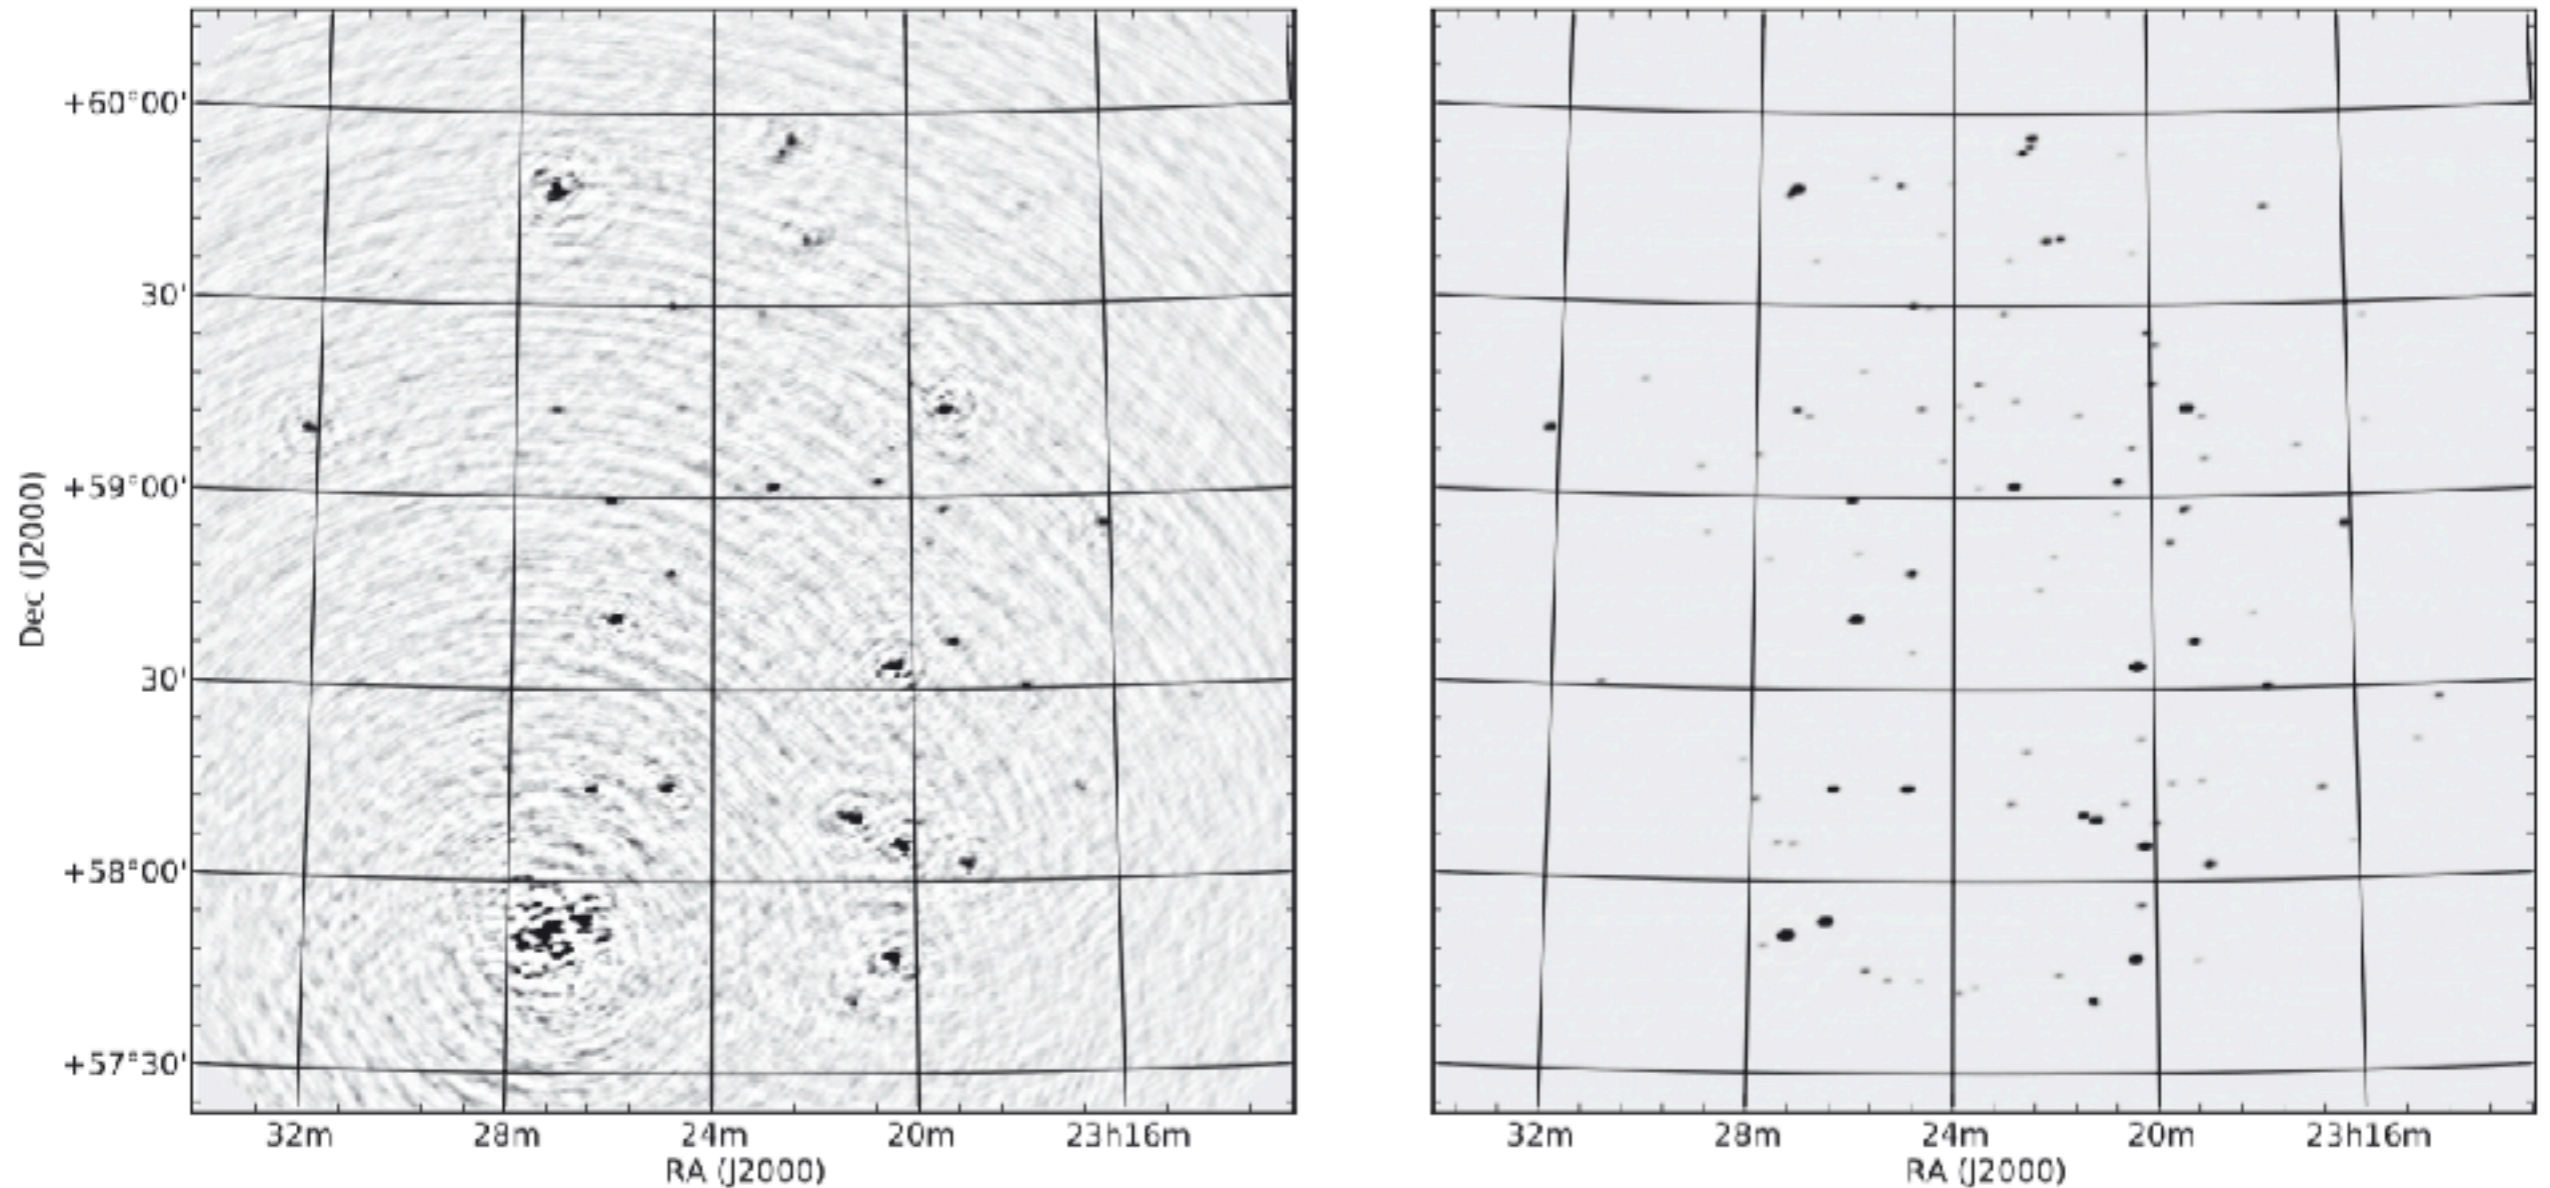 Dec (J2000)
+60°00'
30'
+59°00'
30'
+58°00'
+57°30'
32m 28m 24m 20m 23h16m
RA (J2000)
32m 28m 24m 20m 23h16m
RA (J2000)